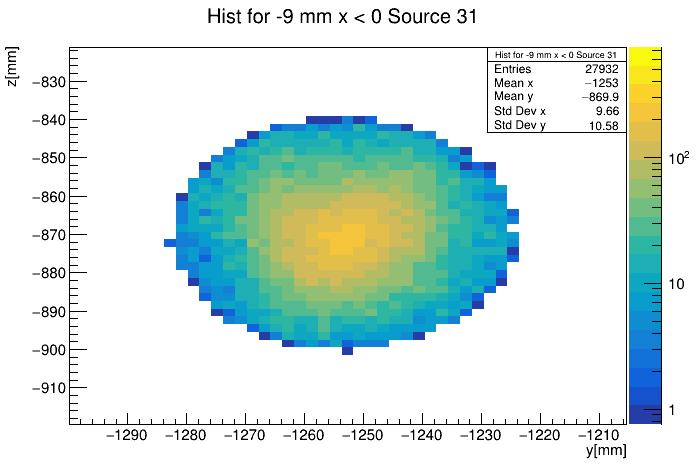 Hist for -9 mm x < 0 Source 31
z[mm]
Hist for -9 mm x < 0 Source 31
Entries 27932
Mean x −1253
Mean y −869.9
Std Dev x 9.66
Std Dev y 10.58
−830
−840
−850
−860
−870
−880
−890
−900
−910
10²
10
1
−1290 −1280 −1270 −1260 −1250 −1240 −1230 −1220 −1210
y[mm]